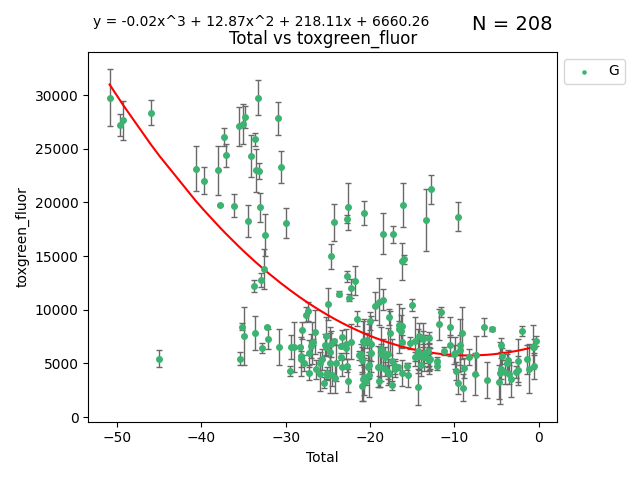 y = -0.02x^3 + 12.87x^2 + 218.11x + 6660.26
N = 208
Total vs toxgreen_fluor
G
30000
25000
20000
15000
10000
5000
0
toxgreen_fluor
−50 −40 −30 −20 −10 0
Total